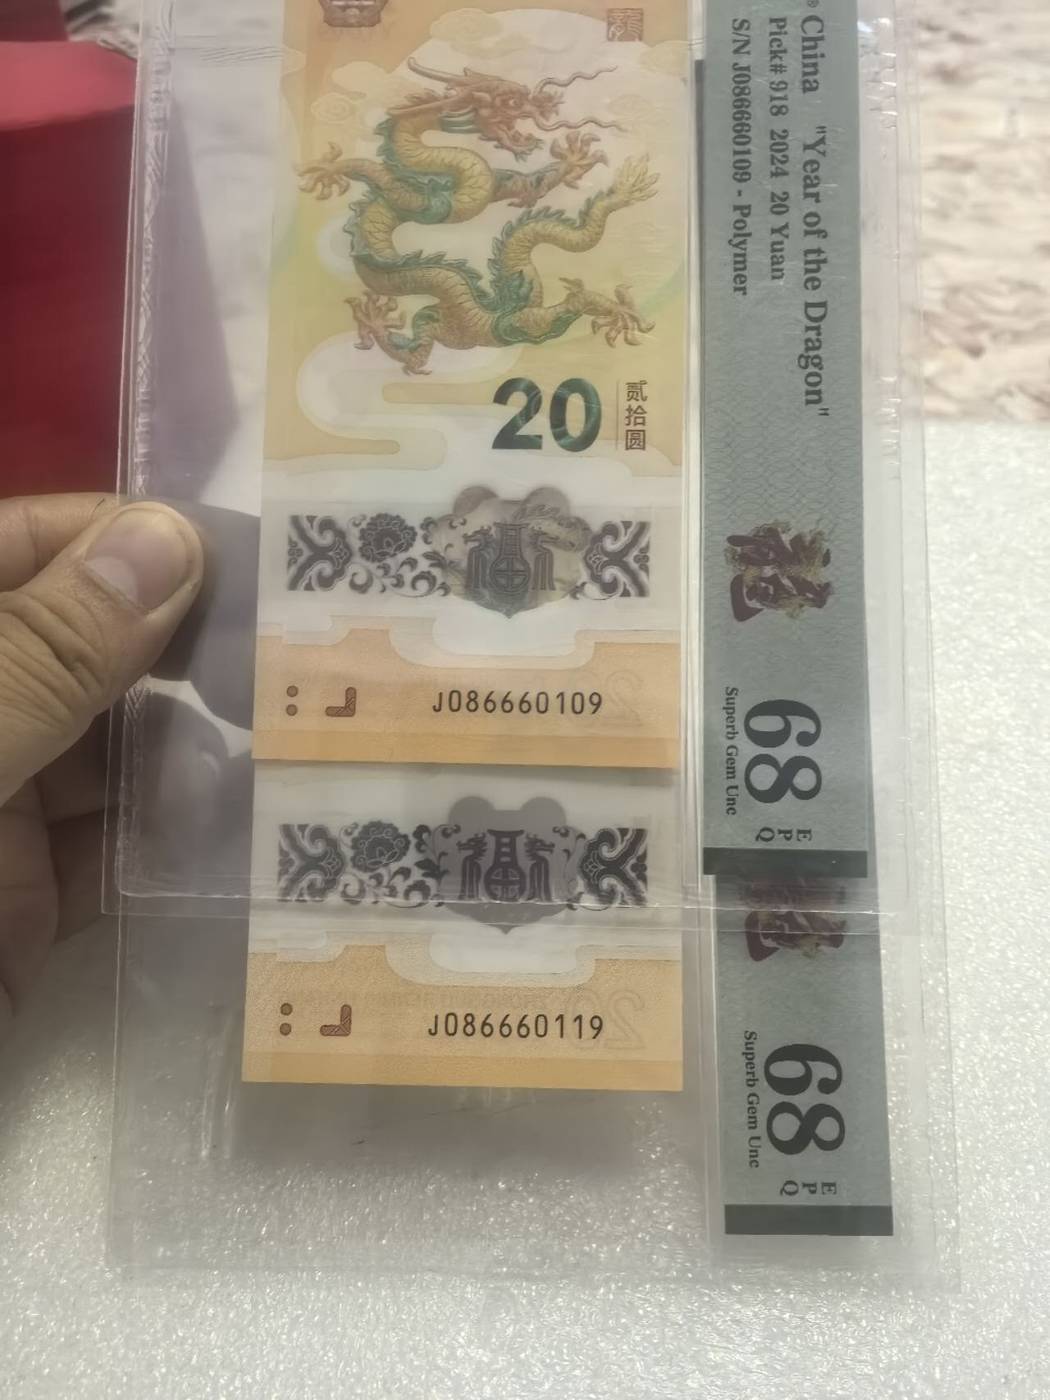 20
贰拾圆
J086660109
J086660119
China "Year of the Dragon"
Pick# 918 2024 20 Yuan
S/N J086660109 - Polymer
68
EPQ
Superb Gem Unc
68
EPQ
Superb Gem Unc